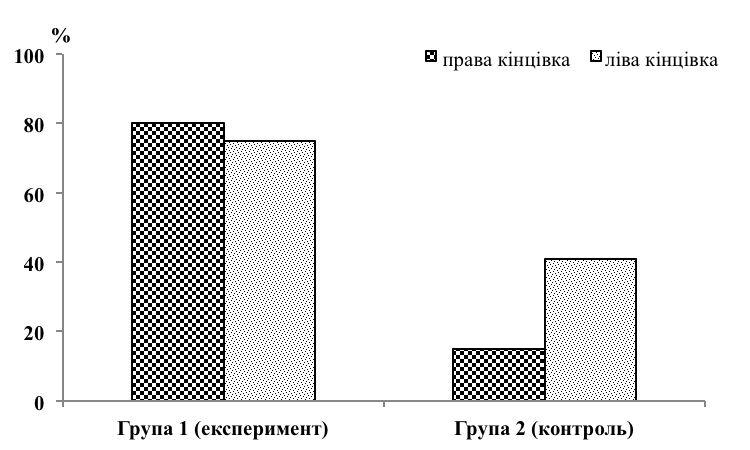 %
100
права кінцівка
ліва кінцівка
80
60
40
20
0
Група 1 (експеримент)
Група 2 (контроль)